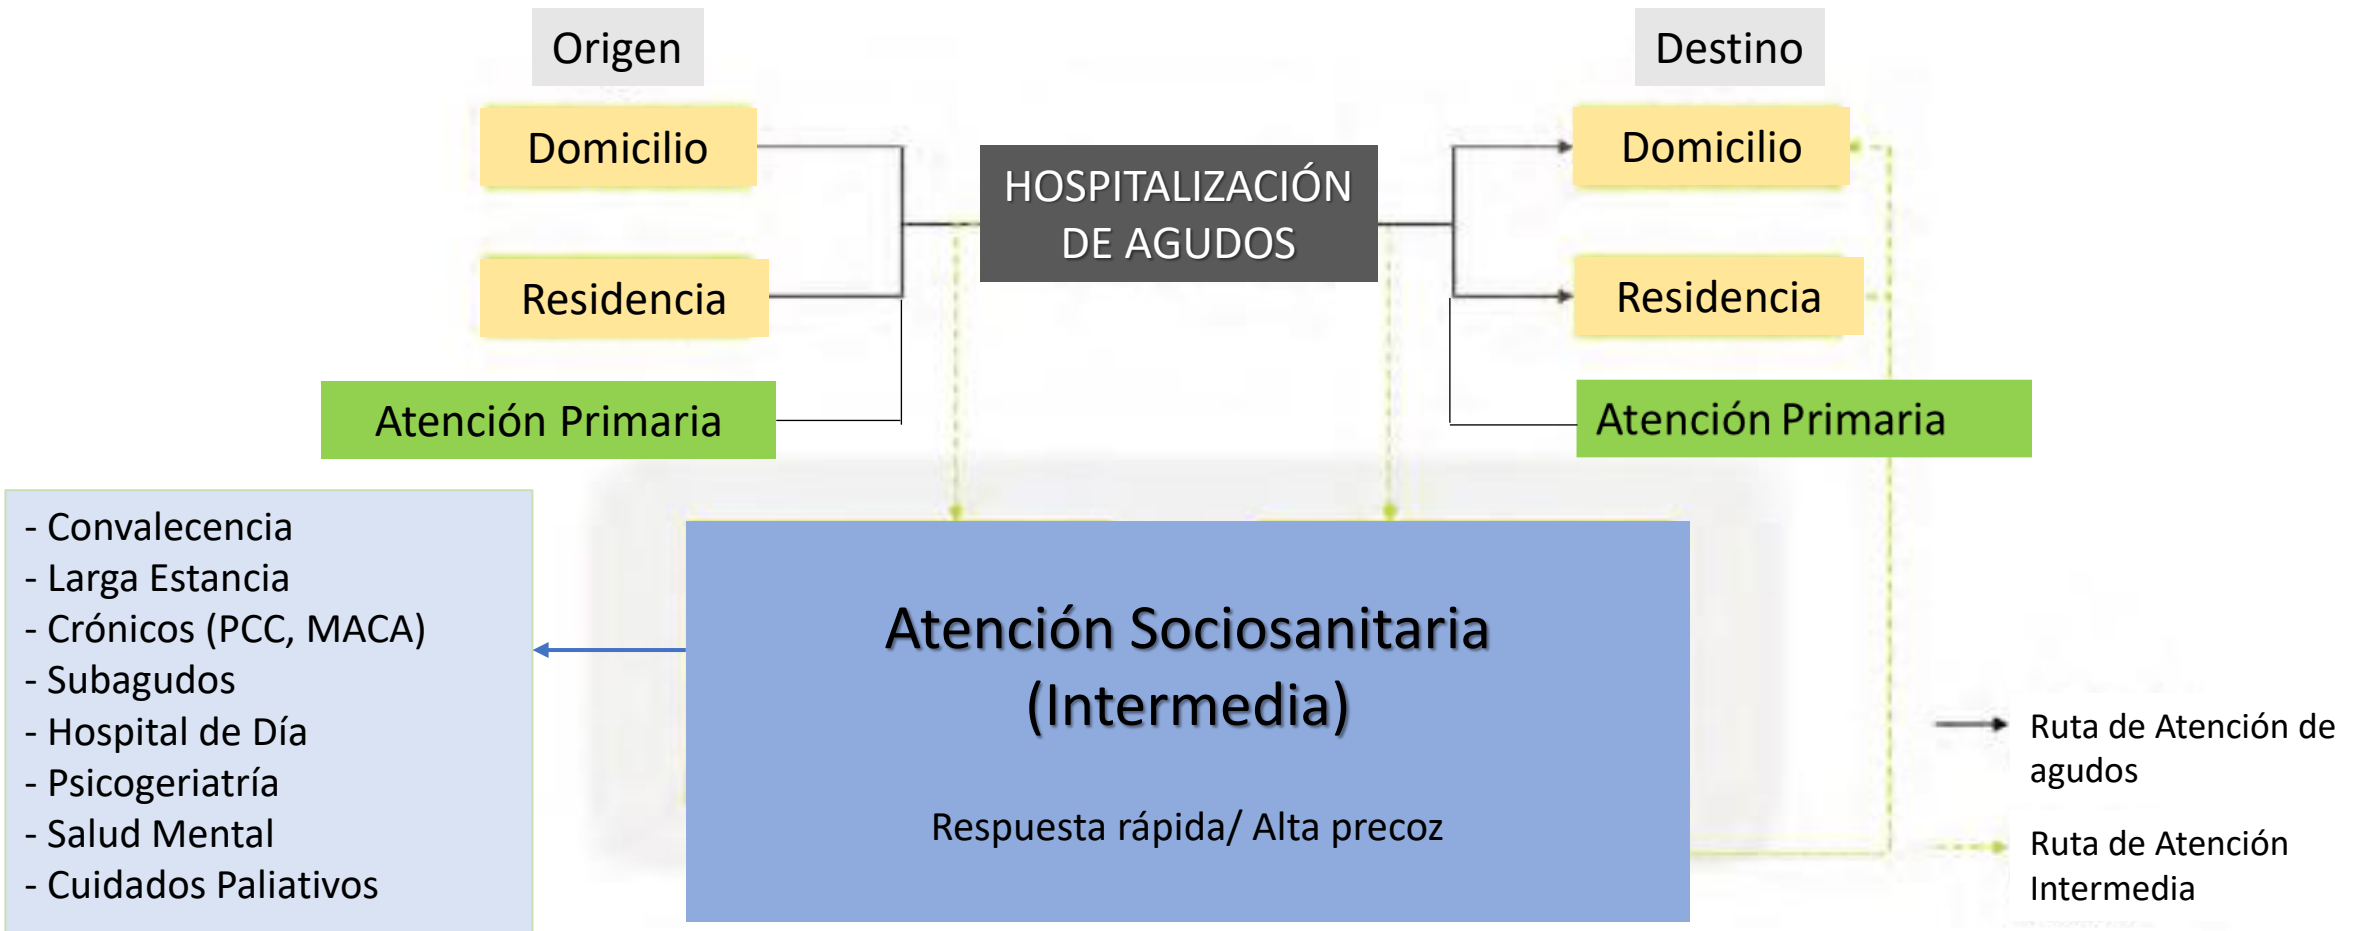 Origen
Destino
Domicilio
Domicilio
HOSPITALIZACIÓN
DE AGUDOS
Residencia
Residencia
Atención Primaria
Atención Primaria
- Convalecencia
- Larga Estancia
- Crónicos (PCC, MACA)
- Subagudos
- Hospital de Día
- Psicogeriatría
- Salud Mental
- Cuidados Paliativos
Atención Sociosanitaria
(Intermedia)
Respuesta rápida/ Alta precoz
Ruta de Atención de
agudos
Ruta de Atención
Intermedia